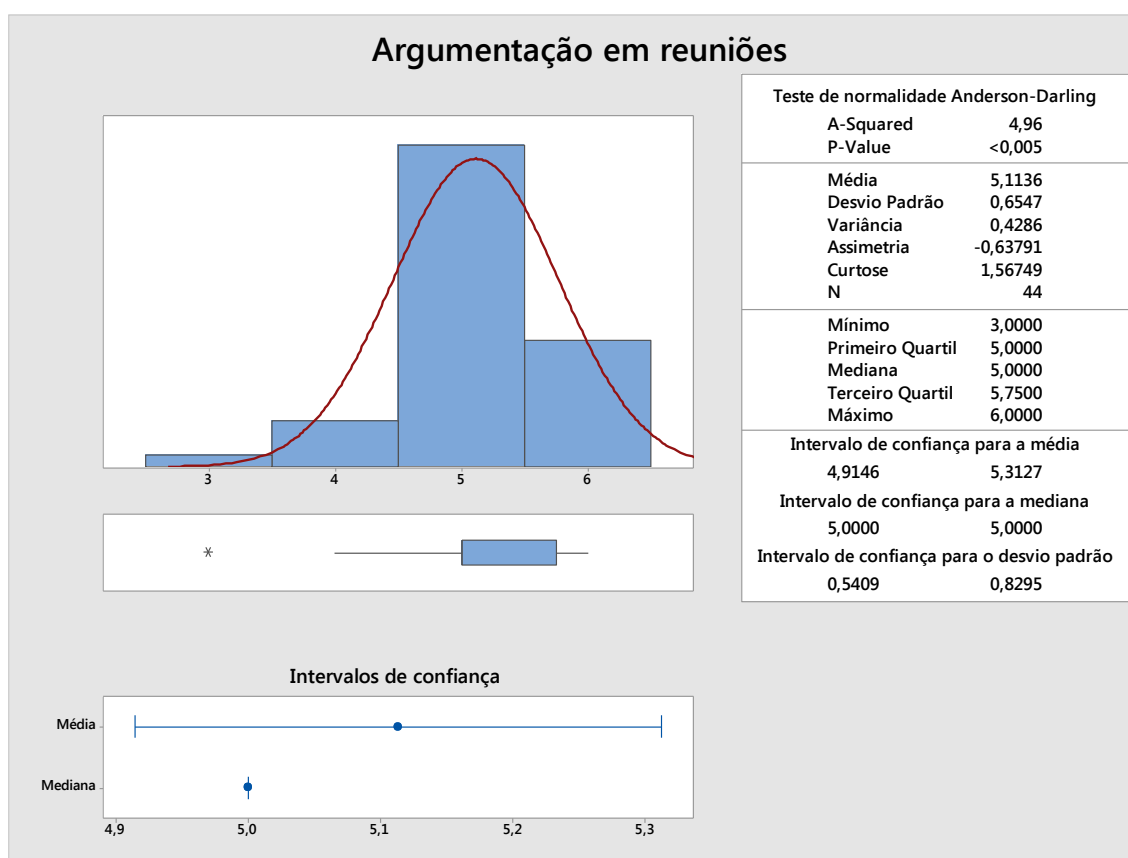 Argumentação em reuniões
Teste de normalidade Anderson-Darling
A-Squared 4,96
P-Value <0,005
Média 5,1136
Desvio Padrão 0,6547
Variância 0,4286
Assimetria -0,63791
Curtose 1,56749
N 44
Mínimo 3,0000
Primeiro Quartil 5,0000
Mediana 5,0000
Terceiro Quartil 5,7500
Máximo 6,0000
Intervalo de confiança para a média
4,9146 5,3127
Intervalo de confiança para a mediana
5,0000 5,0000
Intervalo de confiança para o desvio padrão
0,5409 0,8295
3 4 5 6
*
Intervalos de confiança
Média
Mediana
4,9 5,0 5,1 5,2 5,3